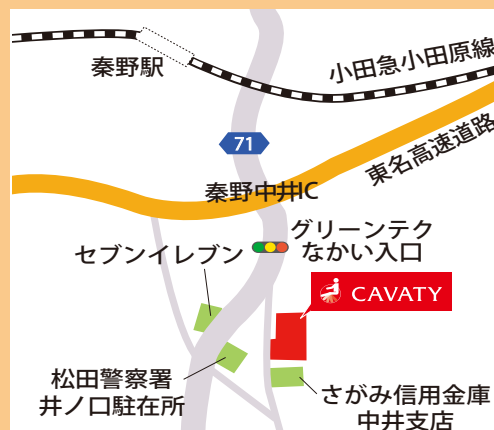 秦野駅
小田急小田原線
71
東名高速道路
秦野中井IC
グリーンテク
なかい入口
セブンイレブン
CAVATY
松田警察署
井ノ口駐在所
さがみ信用金庫
中井支店